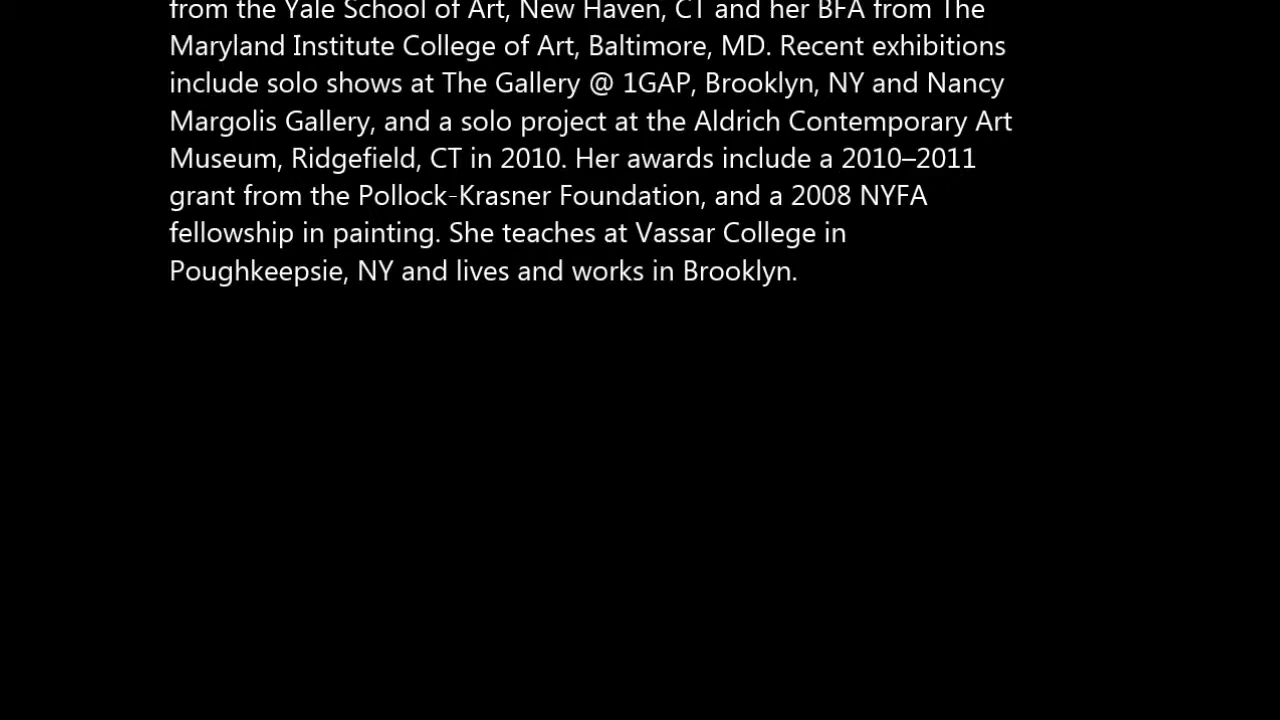 from the Yale School of Art, New Haven, CT and her BFA from The
Maryland Institute College of Art, Baltimore, MD. Recent exhibitions
include solo shows at The Gallery @ 1GAP, Brooklyn, NY and Nancy
Margolis Gallery, and a solo project at the Aldrich Contemporary Art
Museum, Ridgefield, CT in 2010. Her awards include a 2010–2011
grant from the Pollock-Krasner Foundation, and a 2008 NYFA
fellowship in painting. She teaches at Vassar College in
Poughkeepsie, NY and lives and works in Brooklyn.